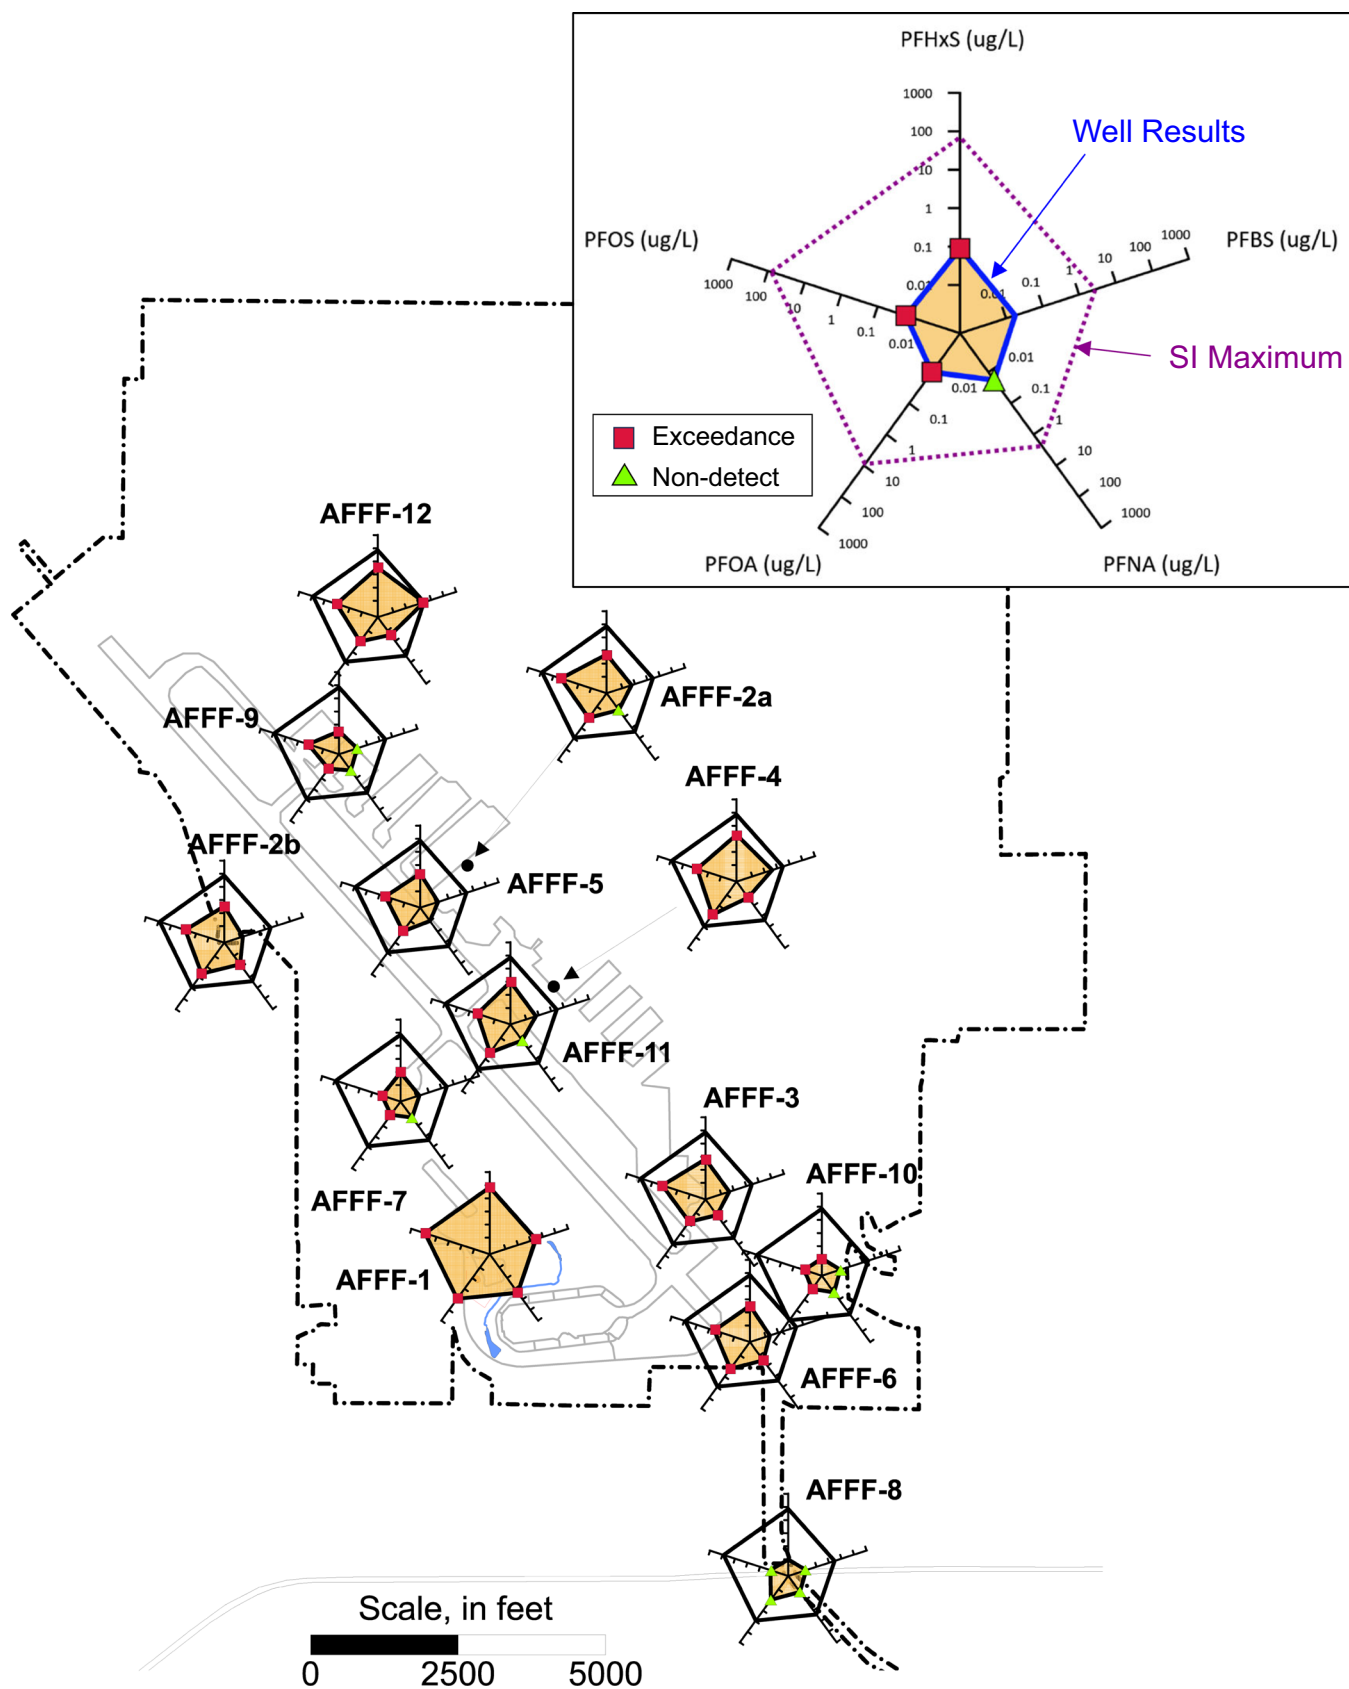 PFHxS (ug/L)
1000
100
10
1
0.1
0.01
Well Results
PFBS (ug/L)
1000
100
10
1
0.1
0.01
PFOS (ug/L)
1000
100
10
1
0.1
0.01
SI Maximum
0.01
0.1
1
10
100
1000
PFNA (ug/L)
0.01
0.1
1
10
100
1000
PFOA (ug/L)
Exceedance
Non-detect
AFFF-12
AFFF-2a
AFFF-9
AFFF-4
AFFF-2b
AFFF-5
AFFF-11
AFFF-3
AFFF-10
AFFF-7
AFFF-1
AFFF-6
AFFF-8
Scale, in feet
0 2500 5000